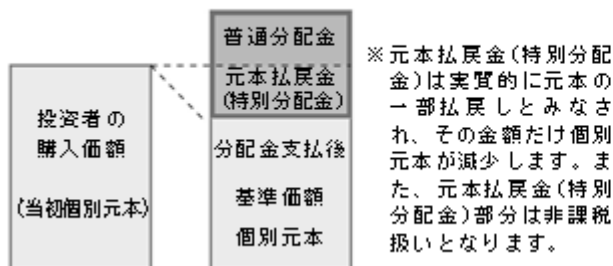 投資者の
購入価額
(当初個別元本)
普通分配金
元本払戻金
(特別分配金)
分配金支払後
基準価額
個別元本
※元本払戻金(特別分配
金)は実質的に元本の
一部払戻しとみなさ
れ、その金額だけ個別
元本が減少します。ま
た、元本払戻金(特別
分配金)部分は非課税
扱いとなります。